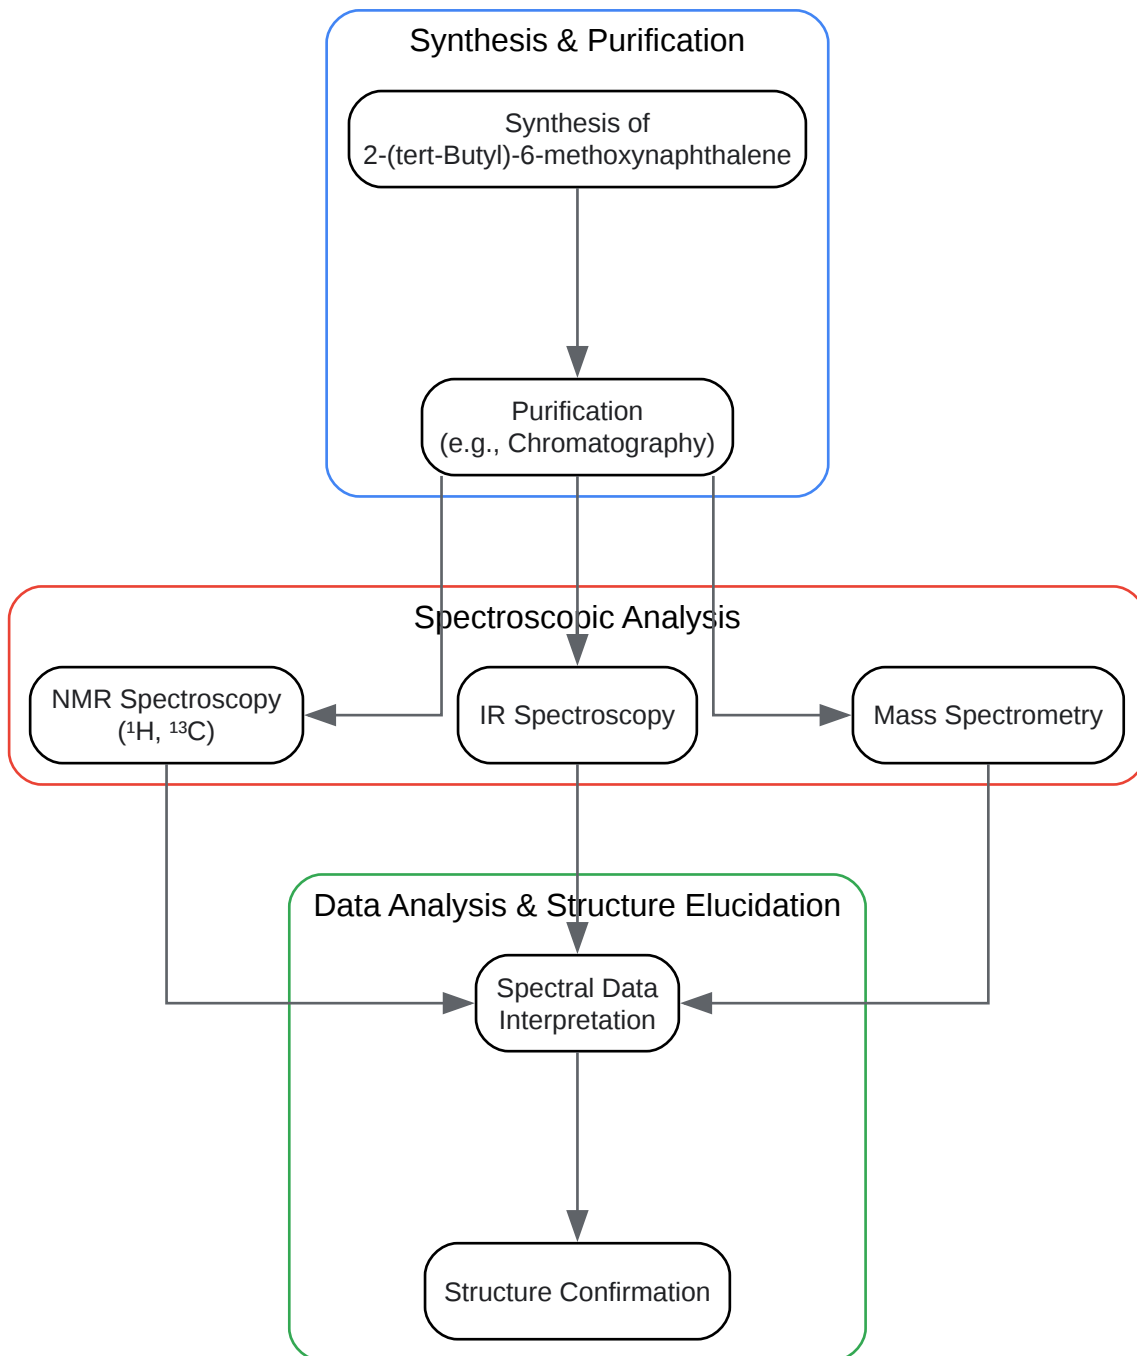 Synthesis & Purification
Synthesis of
2-(tert-Butyl)-6-methoxynaphthalene
Purification
(e.g., Chromatography)
Spectroscopic Analysis
NMR Spectroscopy
(¹H, ¹³C)
IR Spectroscopy
Mass Spectrometry
Data Analysis & Structure Elucidation
Spectral Data
Interpretation
Structure Confirmation